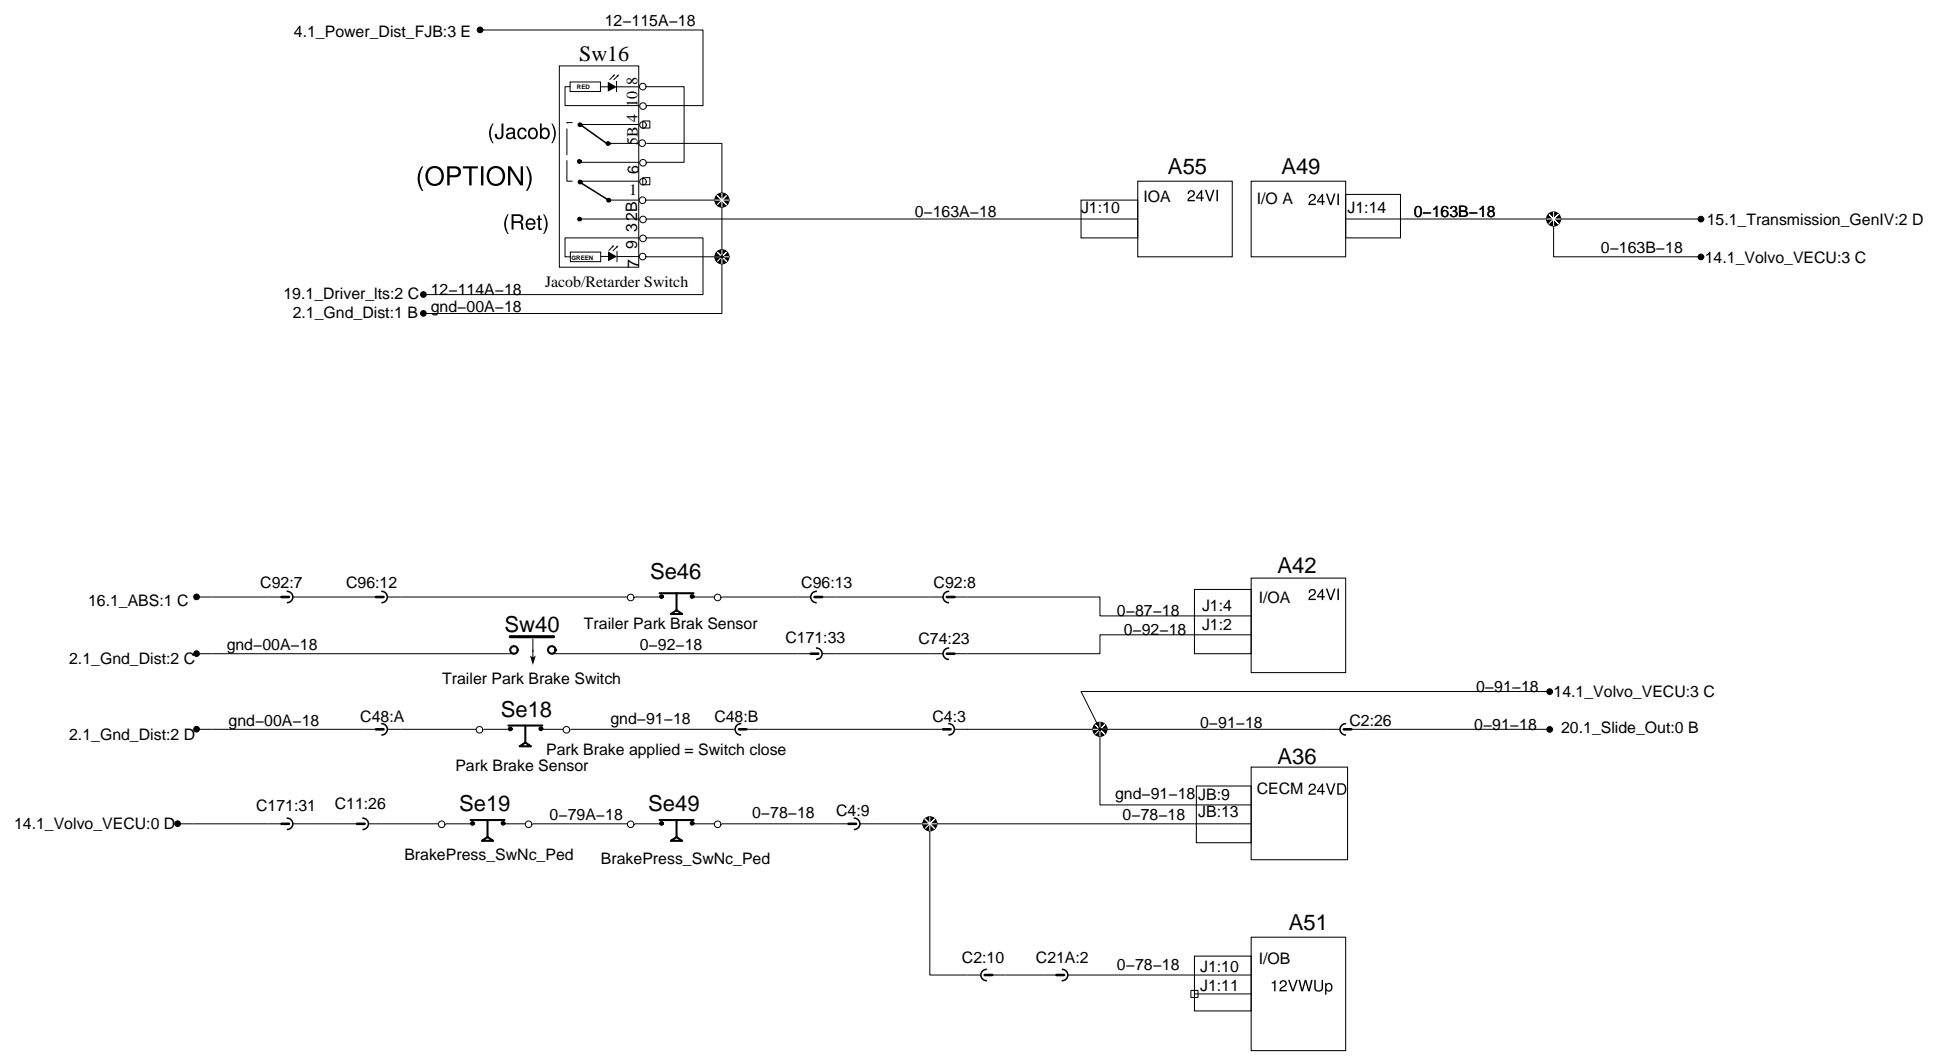 12-115A-18
4.1_Power_Dist_FJB:3 E
Sw16
RED
8
10
4
5B
(Jacob)
(OPTION)
6
1
2B
3
(Ret)
9
GREEN
7
Jacob/Retarder Switch
19.1_Driver_lts:2 C
12-114A-18
2.1_Gnd_Dist:1 B
gnd-00A-18
0-163A-18
A55
J1:10
IOA 24VI
A49
I/O A 24VI
J1:14
0-163B-18
15.1_Transmission_GenIV:2 D
0-163B-18
14.1_Volvo_VECU:3 C
16.1_ABS:1 C
C92:7
C96:12
Se46
Trailer Park Brak Sensor
C96:13
C92:8
0-87-18
A42
J1:4
J1:2
I/OA 24VI
2.1_Gnd_Dist:2 C
gnd-00A-18
Sw40
Trailer Park Brake Switch
0-92-18
C171:33
C74:23
0-92-18
0-91-18
14.1_Volvo_VECU:3 C
2.1_Gnd_Dist:2 D
gnd-00A-18
C48:A
Se18
Park Brake applied = Switch close
Park Brake Sensor
gnd-91-18
C48:B
C4:3
0-91-18
C2:26
0-91-18
20.1_Slide_Out:0 B
A36
gnd-91-18
JB:9
CECM 24VD
0-78-18
JB:13
14.1_Volvo_VECU:0 D
C171:31
C11:26
Se19
BrakePress_SwNc_Ped
0-79A-18
Se49
BrakePress_SwNc_Ped
0-78-18
C4:9
A51
C2:10
C21A:2
0-78-18
J1:10
J1:11
I/OB
12VWUp